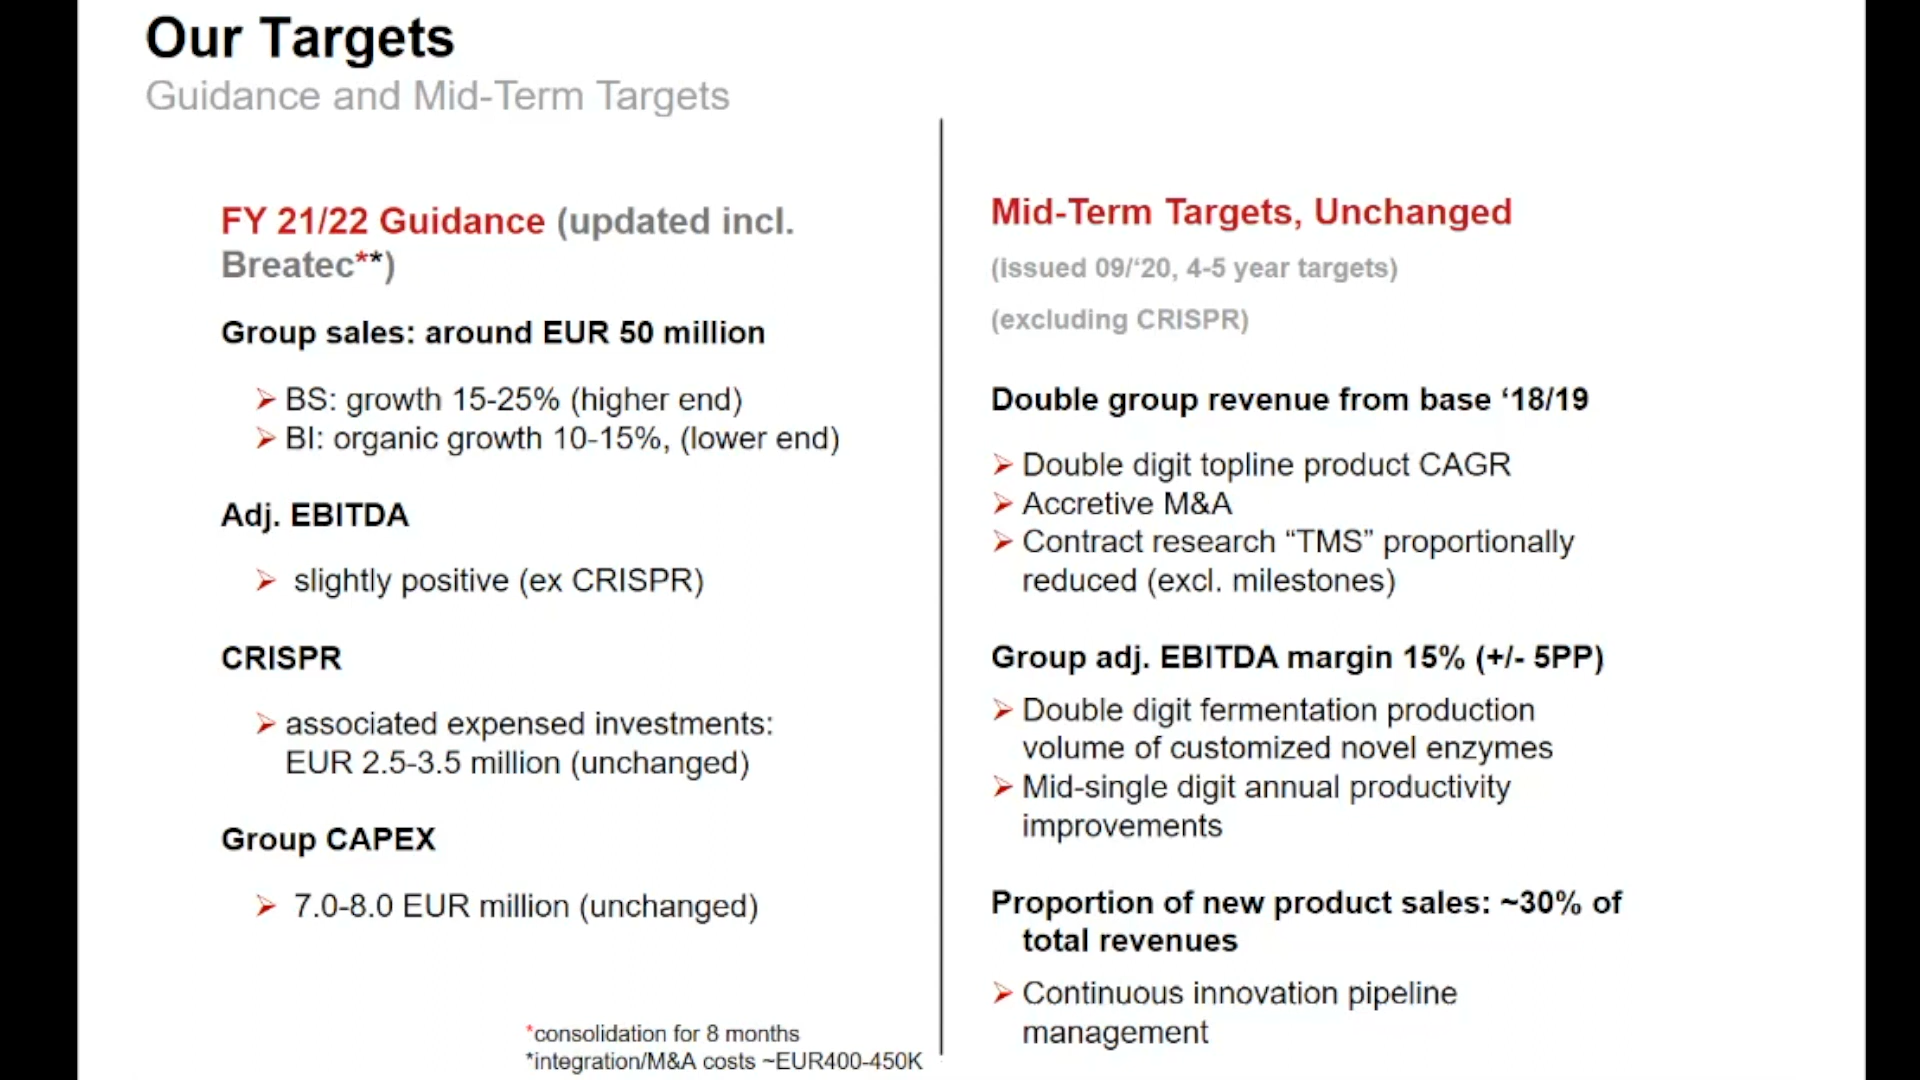 Our Targets
Guidance and Mid-Term Targets
FY 21/22 Guidance (updated incl.
Breatec**)
Group sales: around EUR 50 million
➢ BS: growth 15-25% (higher end)
➢ BI: organic growth 10-15%, (lower end)
Adj. EBITDA
➢ slightly positive (ex CRISPR)
CRISPR
➢ associated expensed investments:
EUR 2.5-3.5 million (unchanged)
Group CAPEX
➢ 7.0-8.0 EUR million (unchanged)
*consolidation for 8 months
*integration/M&A costs ~EUR400-450K
Mid-Term Targets, Unchanged
(issued 09/‘20, 4-5 year targets)
(excluding CRISPR)
Double group revenue from base ‘18/19
➢ Double digit topline product CAGR
➢ Accretive M&A
➢ Contract research “TMS” proportionally
reduced (excl. milestones)
Group adj. EBITDA margin 15% (+/- 5PP)
➢ Double digit fermentation production
volume of customized novel enzymes
➢ Mid-single digit annual productivity
improvements
Proportion of new product sales: ~30% of
total revenues
➢ Continuous innovation pipeline
management